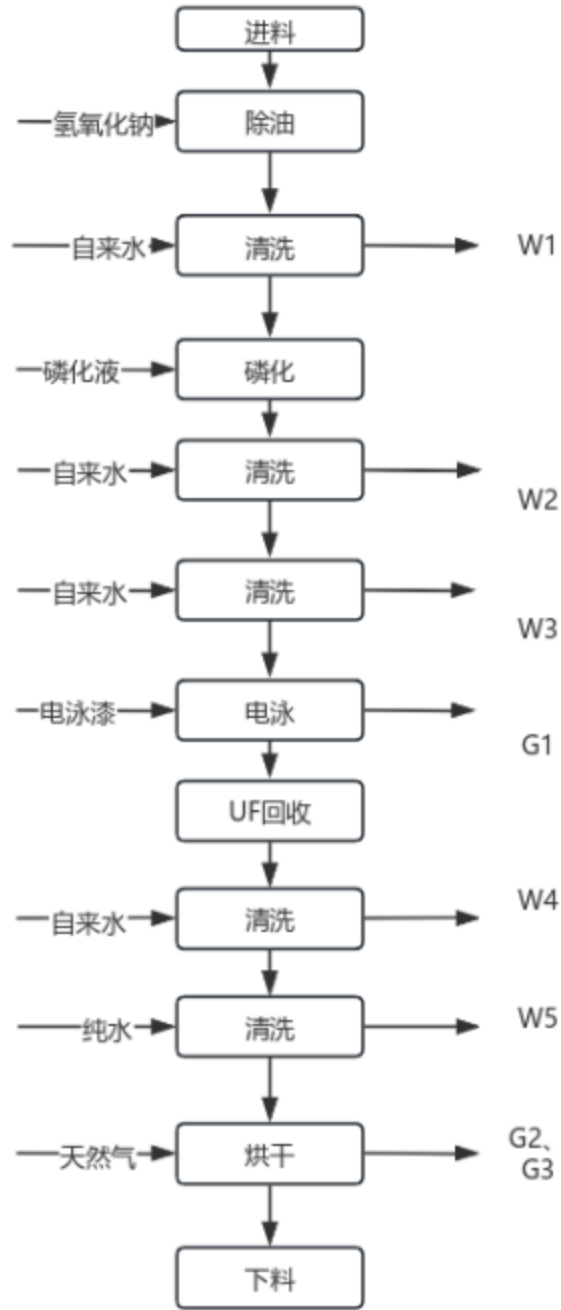 进料
氢氧化钠
除油
自来水
清洗
W1
磷化液
磷化
自来水
清洗
W2
自来水
清洗
W3
电泳漆
电泳
G1
UF回收
自来水
清洗
W4
纯水
清洗
W5
天然气
烘干
G2、
G3
下料